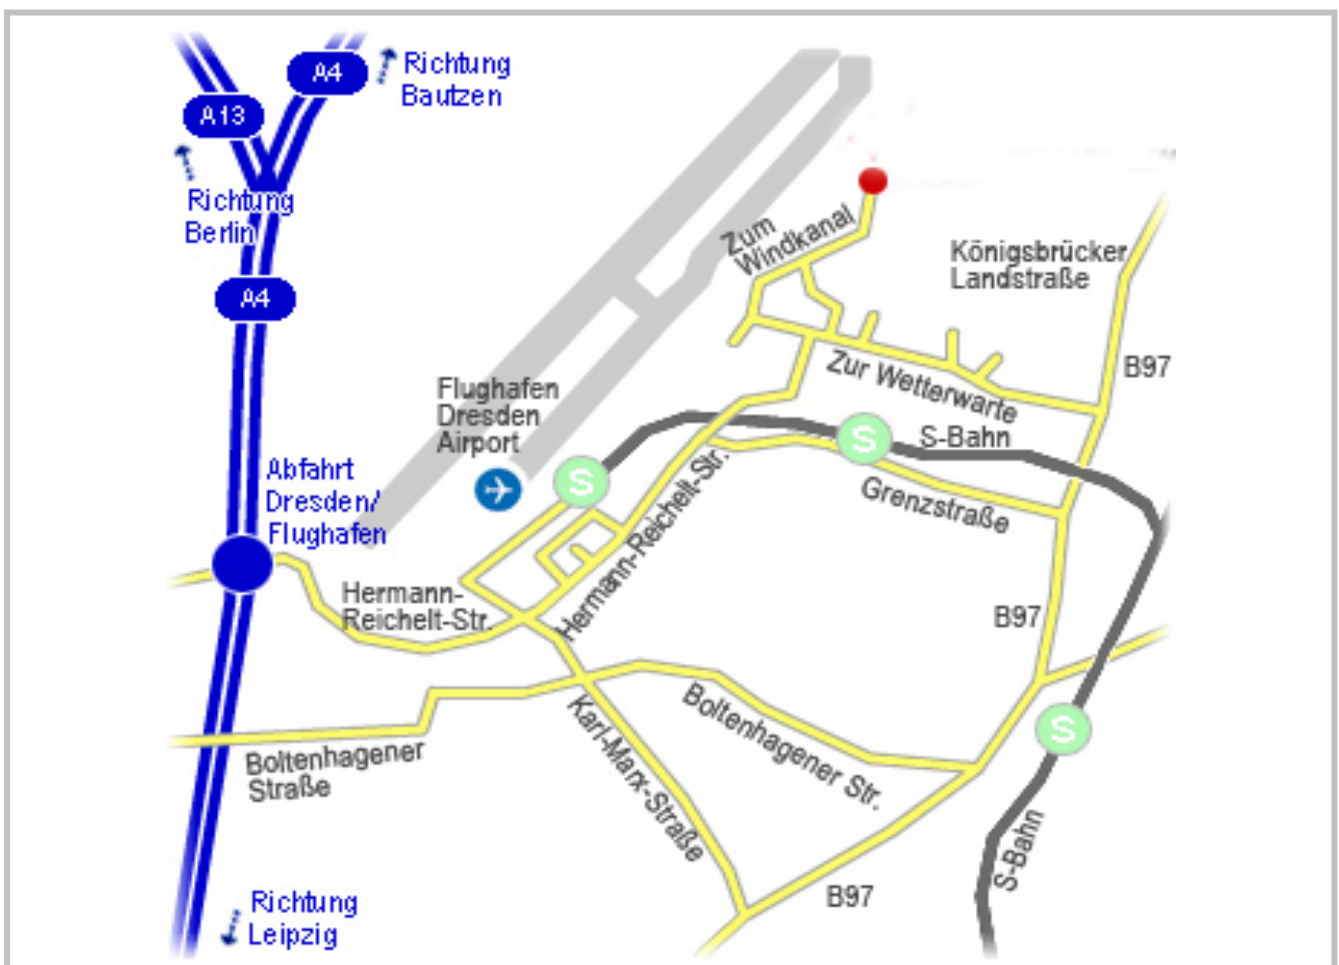 A4
Richtung
Bautzen
A13
Richtung
Berlin
A4
Zum
Windkanal
Königsbrücker
Landstraße
B97
Zur Wetterwarte
Flughafen
Dresden
Airport
S
S
S-Bahn
Grenzstraße
Abfahrt
Dresden/
Flughafen
Hermann-
Reichelt-Str.
Hermann-Reichelt-Str.
B97
Boltenhagener Str.
Karl-Marx-Straße
S
Boltenhagener
Straße
S-Bahn
B97
Richtung
Leipzig